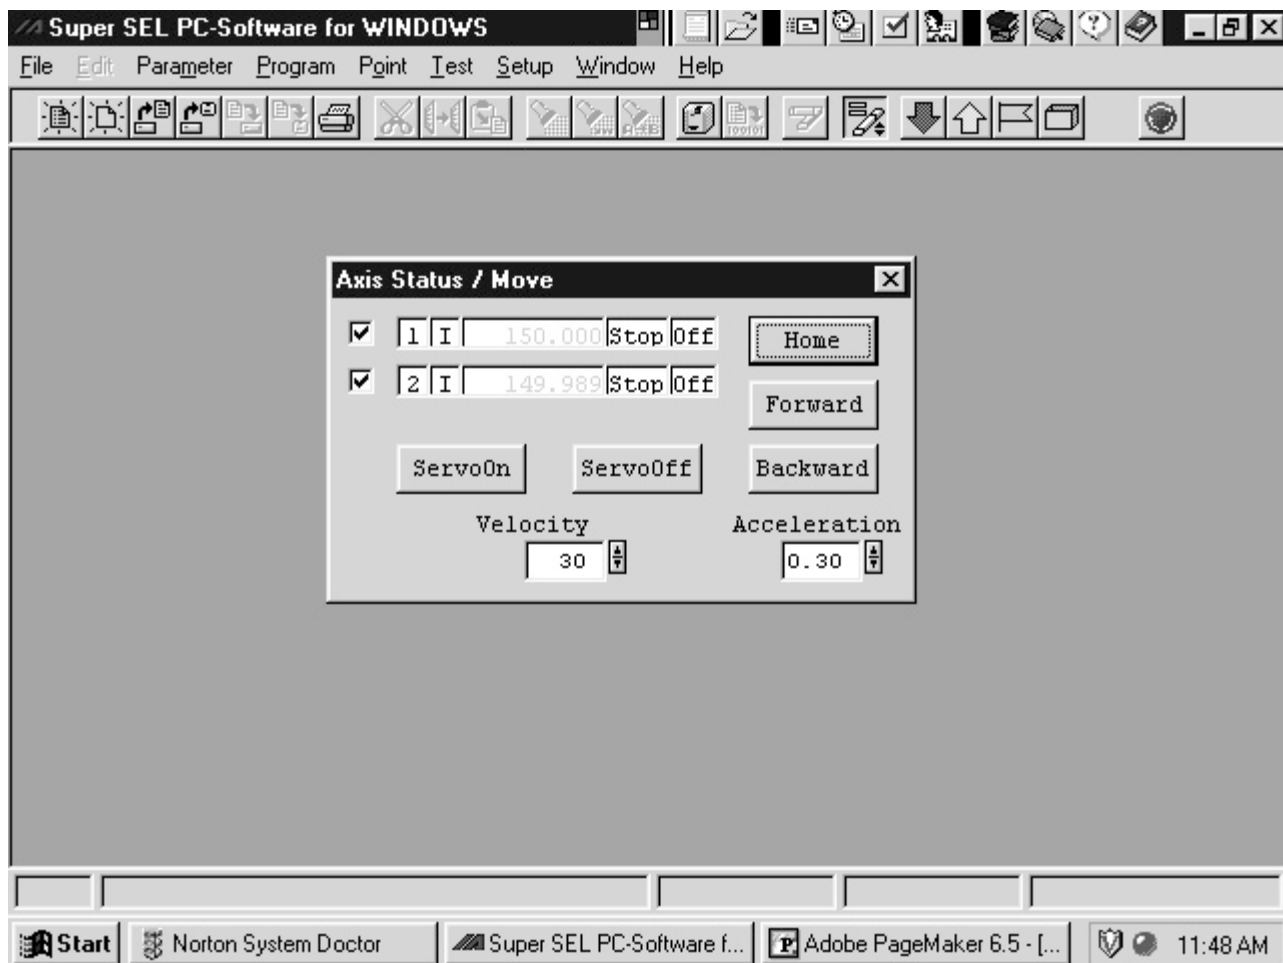 Super SEL PC-Software for WINDOWS
File Edit Parameter Program Point Test Setup Window Help
Axis Status / Move
1 I 150.000 Stop Off Home
2 I 149.989 Stop Off
Forward
ServoOn ServoOff Backward
Velocity Acceleration
30 0.30
Start Norton System Doctor Super SEL PC-Software f... Adobe PageMaker 6.5 - [... 11:48 AM